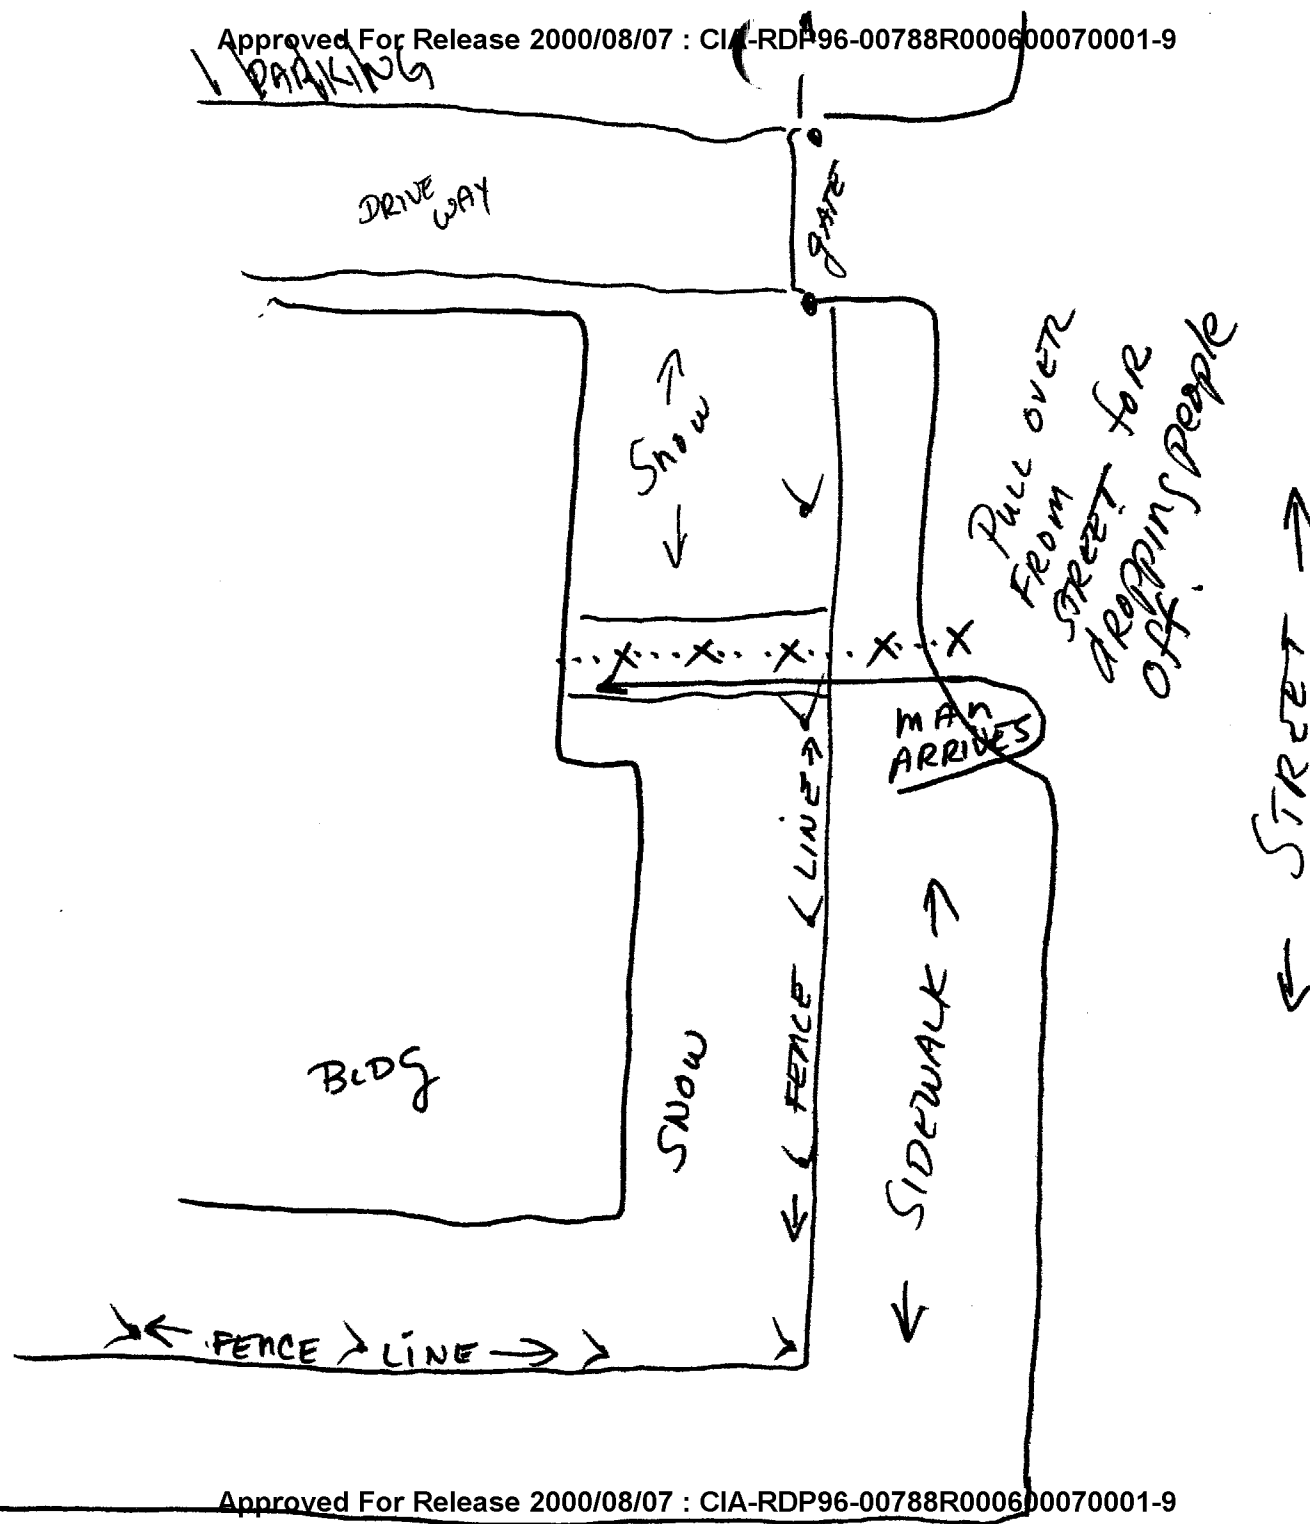 Approved For Release 2000/08/07 : CIA-RDP96-00788R000600070001-9
PARKING
DRIVE
WAY
gATE
Snow
PULL OVER
FROM
STREET for
dROPPING people
Off.
STREET
X X X X X
MAn
ARRIVES
LINE
FENCE
SIDEWALK
SNOW
BLDg
FENCE LINE
Approved For Release 2000/08/07 : CIA-RDP96-00788R000600070001-9